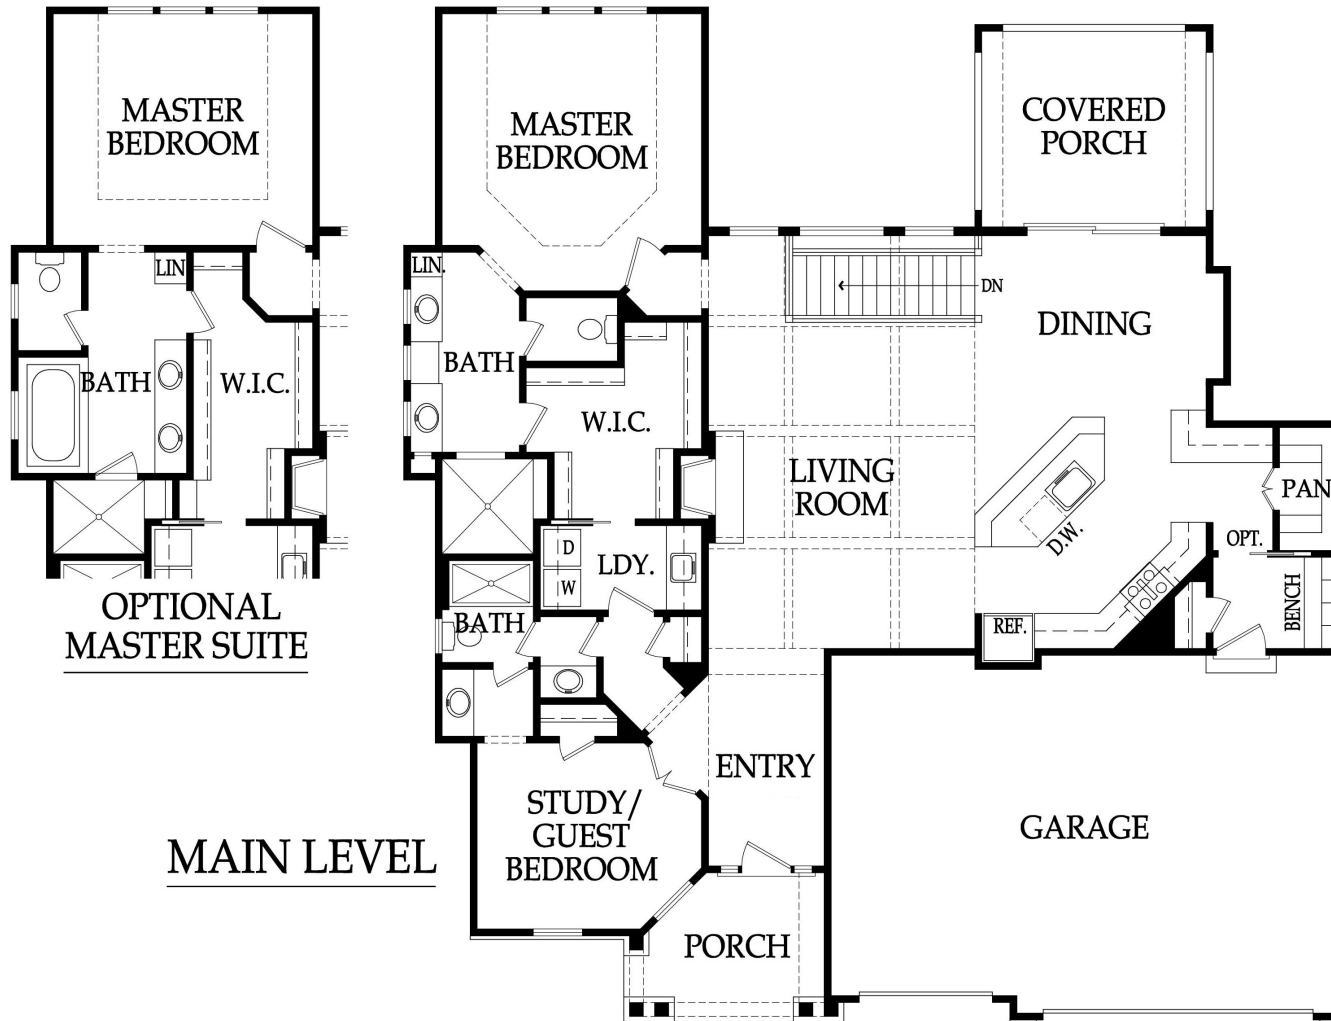 MASTER
BEDROOM
LIN
BATH
W.I.C.
OPTIONAL
MASTER SUITE
MASTER
BEDROOM
LIN.
BATH
W.I.C.
D
W
LDY.
BATH
COVERED
PORCH
DN
DINING
LIVING
ROOM
D.W.
PAN
OPT.
BENCH
REF.
ENTRY
STUDY/
GUEST
BEDROOM
GARAGE
PORCH
MAIN LEVEL